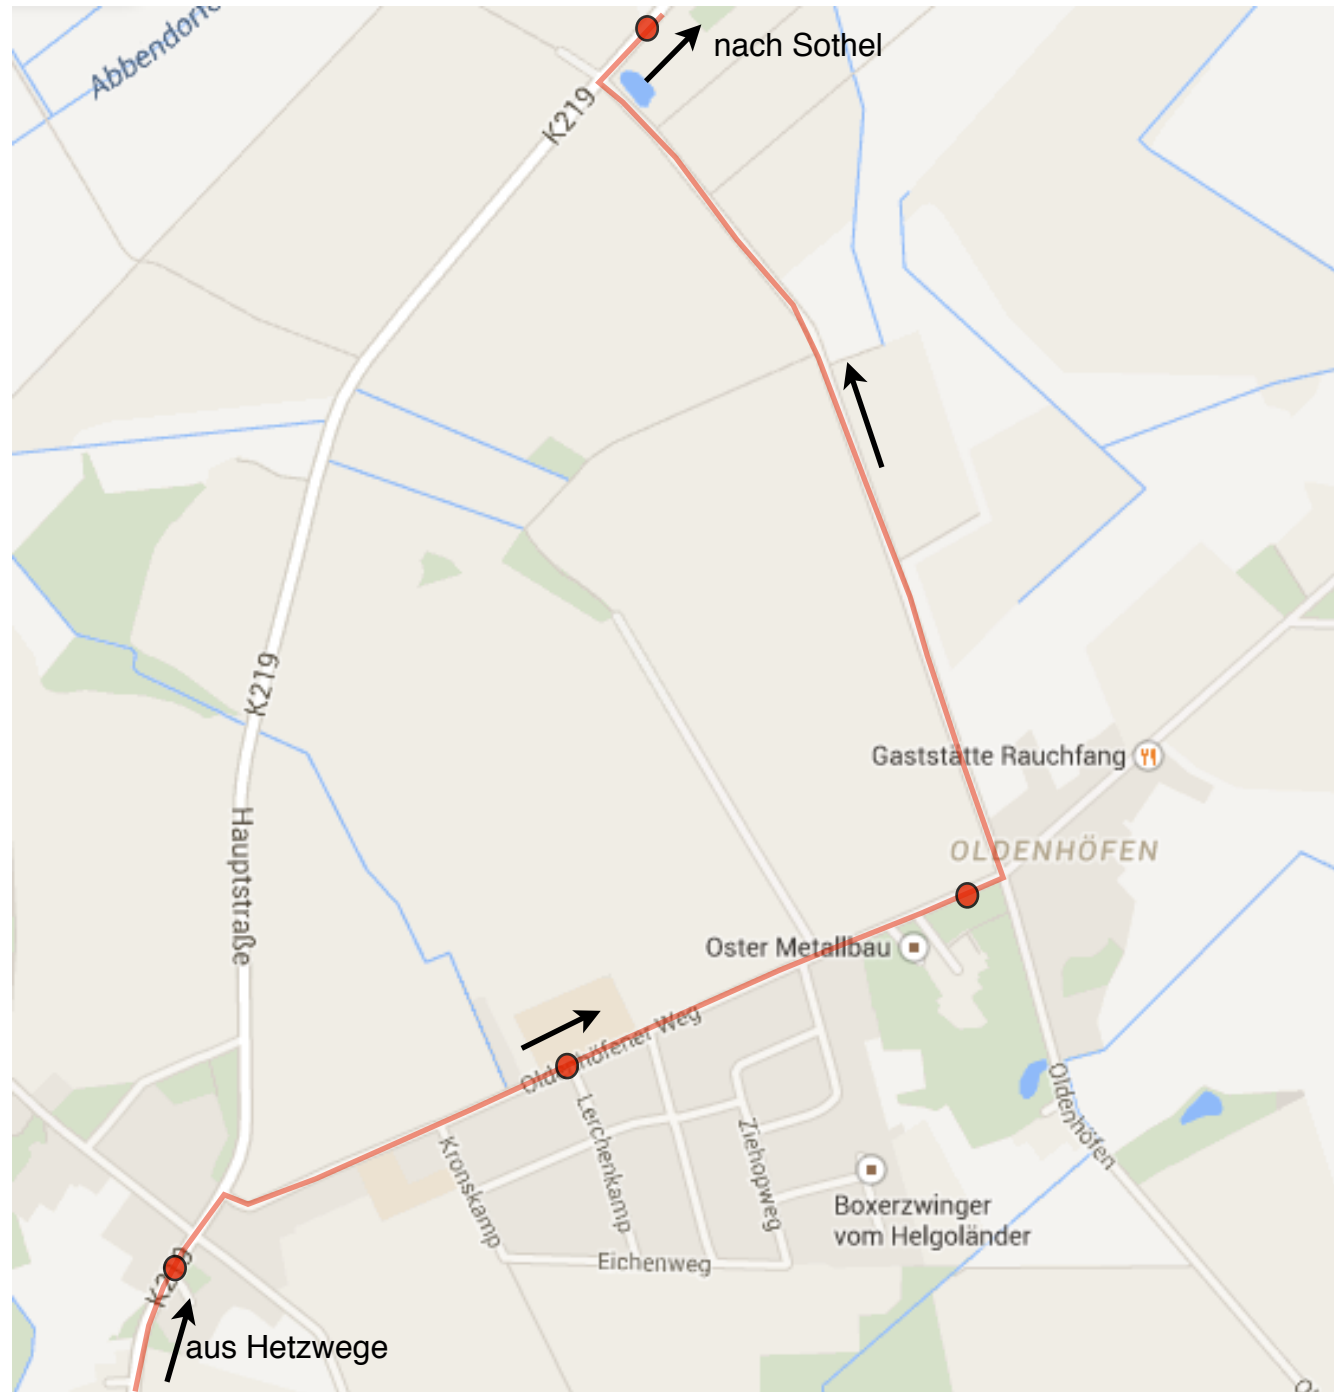 nach Sothel
K219
K219
Gaststätte Rauchfang
Hauptstraße
OLDENHÖFEN
Oster Metallbau
Oldenhöfener Weg
Lerchenkamp
Kronskamp
Ziehopweg
Oldenhöfen
Boxerzwinger
vom Helgoländer
Eichenweg
aus Hetzwege